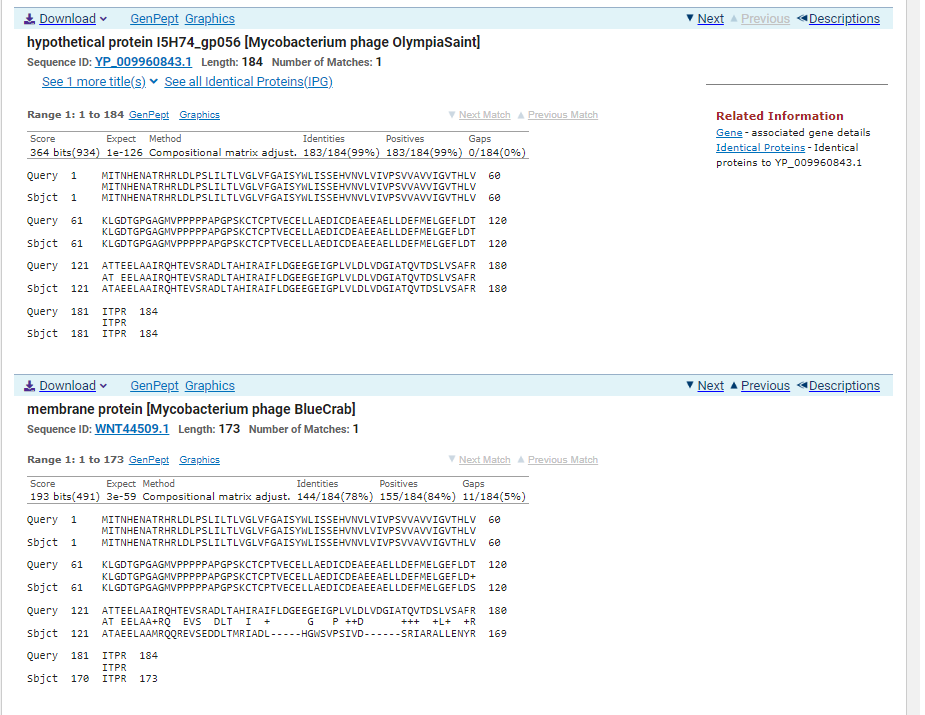 Download GenPept Graphics Next Previous Descriptions
hypothetical protein I5H74_gp056 [Mycobacterium phage OlympiaSaint]
Sequence ID: YP_009960843.1 Length: 184 Number of Matches: 1
See 1 more title(s) See all Identical Proteins(IPG)
Range 1: 1 to 184 GenPept Graphics Next Match Previous Match
Related Information
Gene - associated gene details
Identical Proteins - Identical
proteins to YP_009960843.1
Score Expect Method Identities Positives Gaps
364 bits(934) 1e-126 Compositional matrix adjust. 183/184(99%) 183/184(99%) 0/184(0%)
Query 1 MITNHENATRHRLDLPSLILTLVGLVFGAISYWLISSEHVNVLVIVPSVVAVVIGVTHLV 60
MITNHENATRHRLDLPSLILTLVGLVFGAISYWLISSEHVNVLVIVPSVVAVVIGVTHLV
Sbjct 1 MITNHENATRHRLDLPSLILTLVGLVFGAISYWLISSEHVNVLVIVPSVVAVVIGVTHLV 60
Query 61 KLGDTGPGAGMVPPPPPAPGPSKCTCPTVECELLAEDICDEAEEAELLDEFMELGEFLDT 120
KLGDTGPGAGMVPPPPPAPGPSKCTCPTVECELLAEDICDEAEEAELLDEFMELGEFLDT
Sbjct 61 KLGDTGPGAGMVPPPPPAPGPSKCTCPTVECELLAEDICDEAEEAELLDEFMELGEFLDT 120
Query 121 ATTEELAAIRQHTEVSRADLTAHIRAIFLDGEEGEIGPLVLDLVDGIATQVTDSLVSAFR 180
AT EELAAIRQHTEVSRADLTAHIRAIFLDGEEGEIGPLVLDLVDGIATQVTDSLVSAFR
Sbjct 121 ATAEELAAIRQHTEVSRADLTAHIRAIFLDGEEGEIGPLVLDLVDGIATQVTDSLVSAFR 180
Query 181 ITPR 184
ITPR
Sbjct 181 ITPR 184
Download GenPept Graphics Next Previous Descriptions
membrane protein [Mycobacterium phage BlueCrab]
Sequence ID: WNT44509.1 Length: 173 Number of Matches: 1
Range 1: 1 to 173 GenPept Graphics Next Match Previous Match
Score Expect Method Identities Positives Gaps
193 bits(491) 3e-59 Compositional matrix adjust. 144/184(78%) 155/184(84%) 11/184(5%)
Query 1 MITNHENATRHRLDLPSLILTLVGLVFGAISYWLISSEHVNVLVIVPSVVAVVIGVTHLV 60
MITNHENATRHRLDLPSLILTLVGLVFGAISYWLISSEHVNVLVIVPSVVAVVIGVTHLV
Sbjct 1 MITNHENATRHRLDLPSLILTLVGLVFGAISYWLISSEHVNVLVIVPSVVAVVIGVTHLV 60
Query 61 KLGDTGPGAGMVPPPPPAPGPSKCTCPTVECELLAEDICDEAEEAELLDEFMELGEFLDT 120
KLGDTGPGAGMVPPPPPAPGPSKCTCPTVECELLAEDICDEAEEAELLDEFMELGEFLD+
Sbjct 61 KLGDTGPGAGMVPPPPPAPGPSKCTCPTVECELLAEDICDEAEEAELLDEFMELGEFLDS 120
Query 121 ATTEELAAIRQHTEVSRADLTAHIRAIFLDGEEGEIGPLVLDLVDGIATQVTDSLVSAFR 180
AT EELAA+RQ EVS DLT I + G P ++D +++ +L+ +R
Sbjct 121 ATAEELAAMRQQREVSEDDLTMRIADL-----HGWSVPSIVD------SRIARALLENYR 169
Query 181 ITPR 184
ITPR
Sbjct 170 ITPR 173